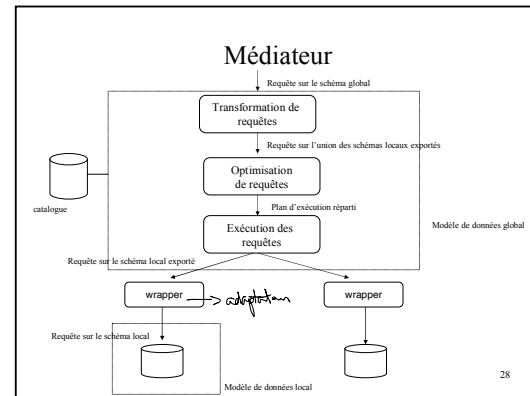 Médiateur
Requête sur le schéma global
Transformation de
requêtes
Requête sur l'union des schémas locaux exportés
Optimisation
de requêtes
catalogue
Plan d'exécution réparti
Exécution des
requêtes
Modèle de données global
Requête sur le schéma local exporté
wrapper
wrapper
Requête sur le schéma local
Modèle de données local
28